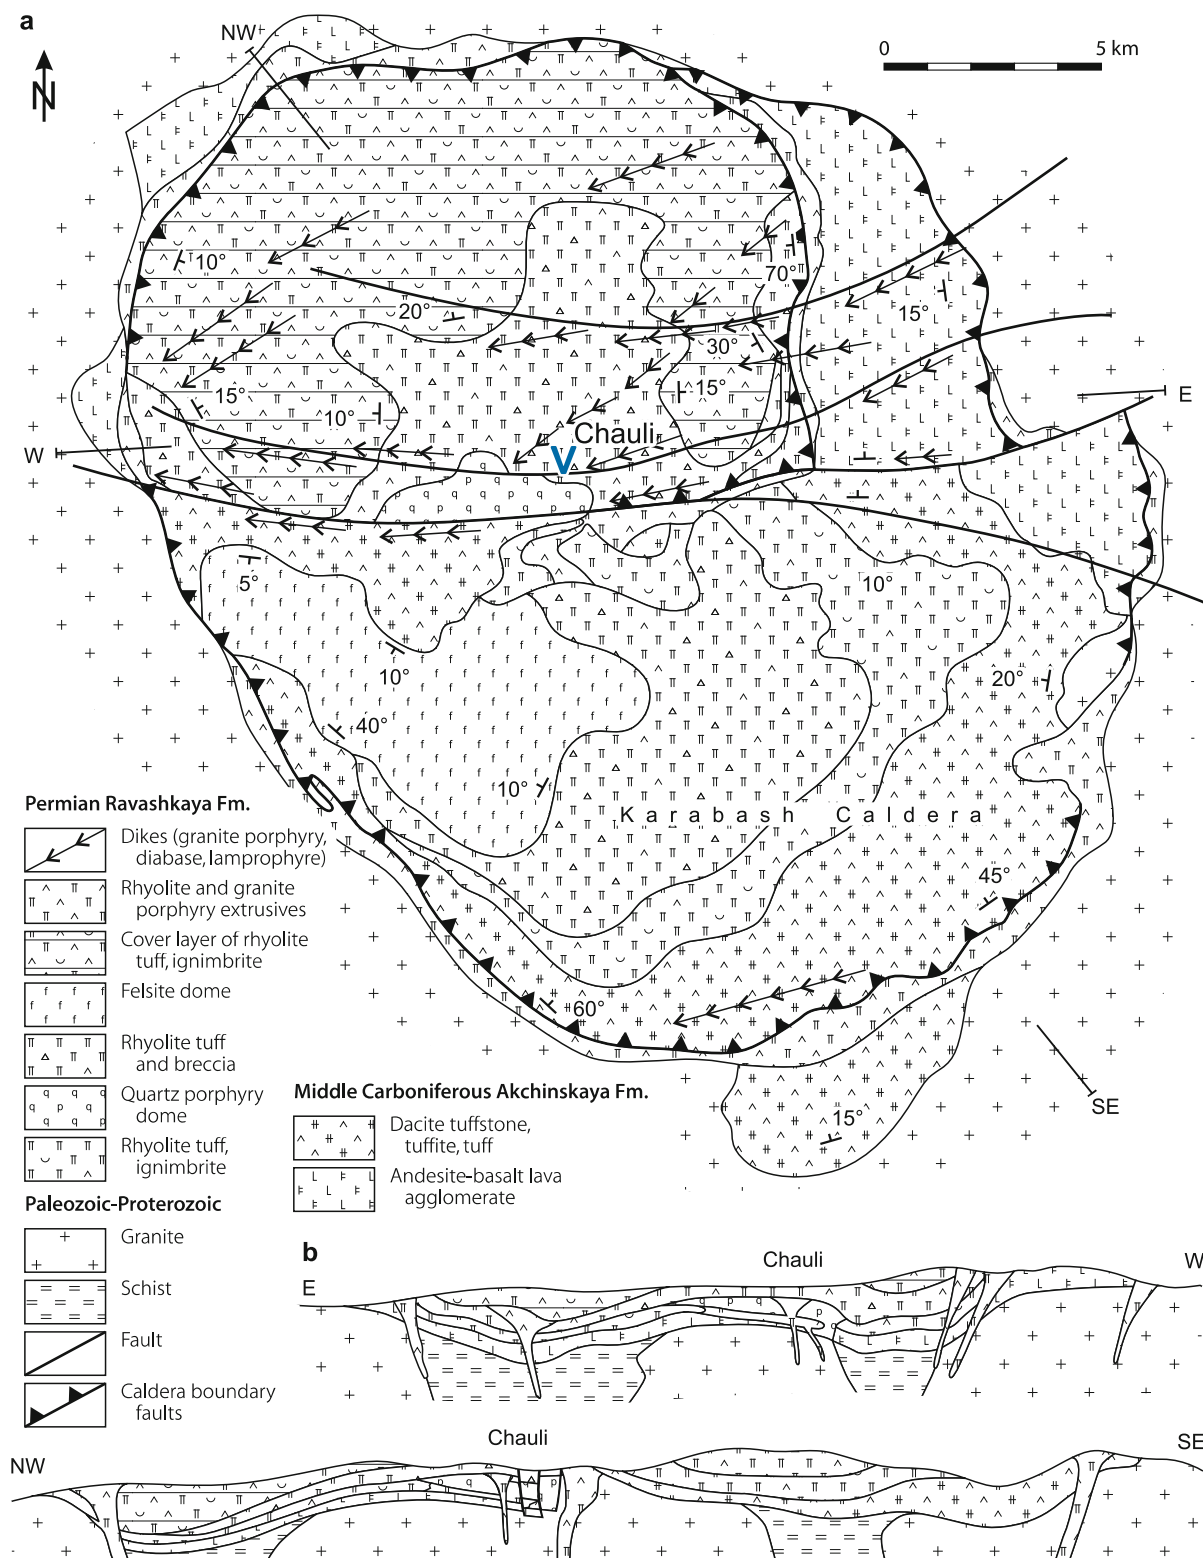 a
NW
N
0 5 km
10°
70°
20°
15°
30°
15°
15°
10°
Chauli
V
E
W
5°
10°
10°
20°
40°
10°
Karabash Caldera
45°
60°
15°
SE
Permian Ravashkaya Fm.
Dikes (granite porphyry,
diabase, lamprophyre)
Rhyolite and granite
porphyry extrusives
Cover layer of rhyolite
tuff, ignimbrite
Felsite dome
Rhyolite tuff
and breccia
Quartz porphyry
dome
Rhyolite tuff,
ignimbrite
Middle Carboniferous Akchinskaya Fm.
Dacite tuffstone,
tuffite, tuff
Andesite-basalt lava
agglomerate
Paleozoic-Proterozoic
Granite
Schist
Fault
Caldera boundary
faults
b
Chauli
E
W
Chauli
NW
SE